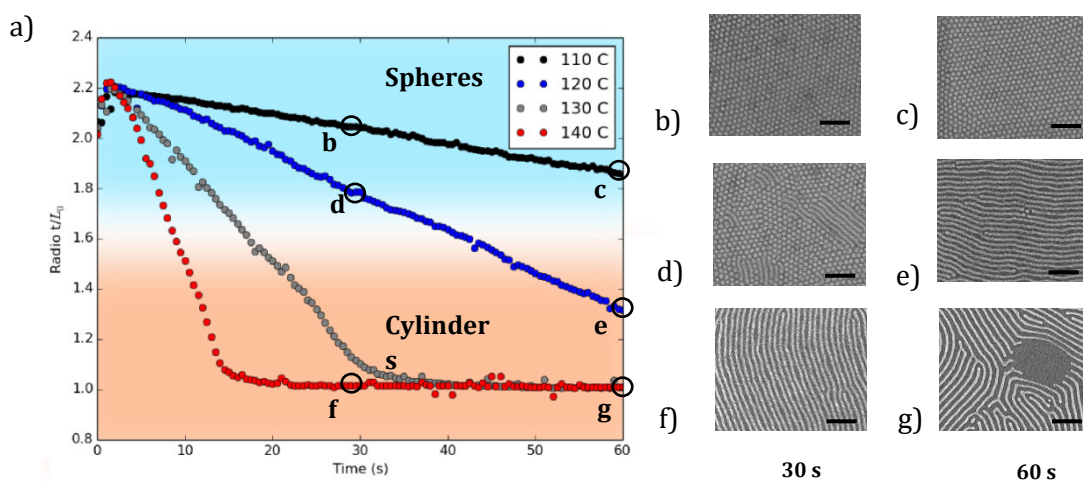 a)
2.4
2.2
2.0
1.8
1.6
1.4
1.2
1.0
0.8
Radio t/L₀
0
10
20
30
40
50
60
Time (s)
110 C
120 C
130 C
140 C
Spheres
Cylinder
s
b
c
d
e
f
g
b)
c)
d)
e)
f)
g)
30 s
60 s